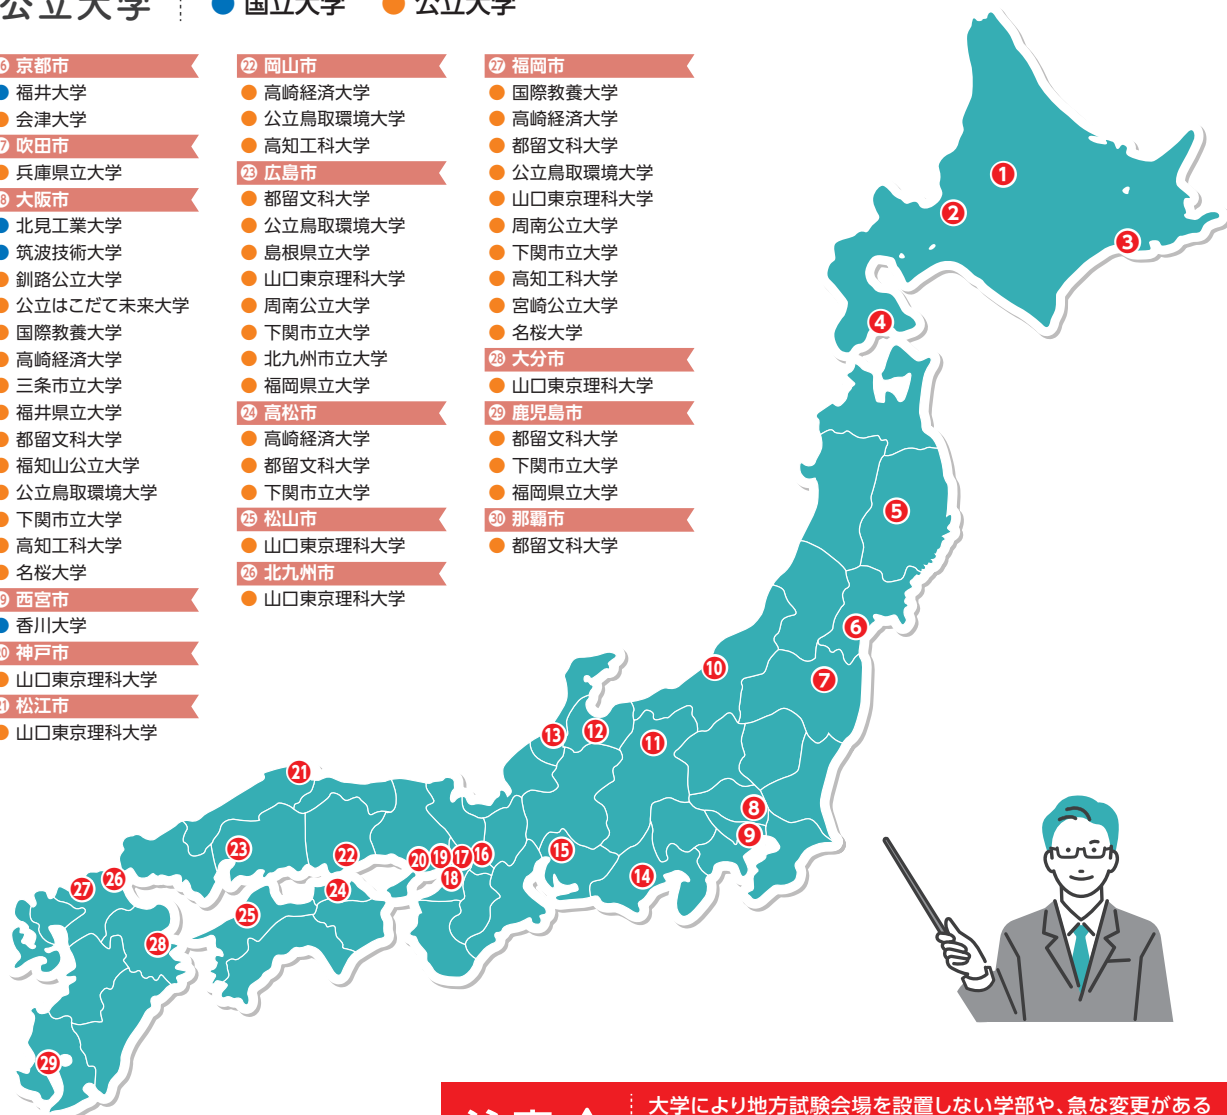 公立大学
国立大学
公立大学
京都市
福井大学
会津大学
吹田市
兵庫県立大学
大阪市
北見工業大学
筑波技術大学
釧路公立大学
公立はこだて未来大学
国際教養大学
高崎経済大学
三条市立大学
福井県立大学
都留文科大学
福知山公立大学
公立鳥取環境大学
下関市立大学
高知工科大学
名桜大学
西宮市
香川大学
神戸市
山口東京理科大学
松江市
山口東京理科大学
㉒ 岡山市
高崎経済大学
公立鳥取環境大学
高知工科大学
㉓ 広島市
都留文科大学
公立鳥取環境大学
島根県立大学
山口東京理科大学
周南公立大学
下関市立大学
北九州市立大学
福岡県立大学
㉔ 高松市
高崎経済大学
都留文科大学
下関市立大学
㉕ 松山市
山口東京理科大学
㉖ 北九州市
山口東京理科大学
㉗ 福岡市
国際教養大学
高崎経済大学
都留文科大学
公立鳥取環境大学
山口東京理科大学
周南公立大学
下関市立大学
高知工科大学
宮崎公立大学
名桜大学
㉘ 大分市
山口東京理科大学
㉙ 鹿児島市
都留文科大学
下関市立大学
福岡県立大学
㉚ 那覇市
都留文科大学
1
2
3
4
5
6
7
10
13
12
11
21
8
9
23
22
20
19
17
16
15
18
14
27
26
24
25
28
29
大学により地方試験会場を設置しない学部や、急な変更がある